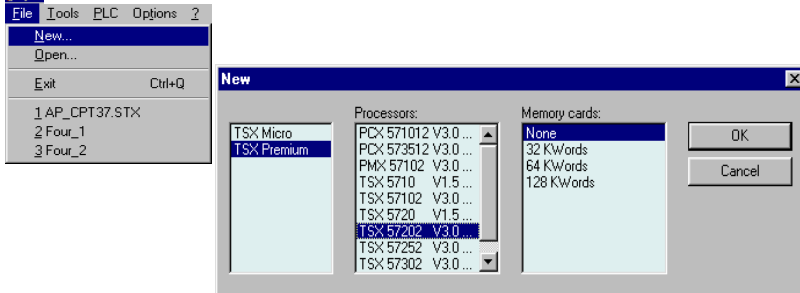 File Tools PLC Options ?
New...
Open...
Exit Ctrl+Q
1 AP_CPT37.STX
2 Four_1
3 Four_2
New
TSX Micro
TSX Premium
Processors:
PCX 571012 V3.0 ...
PCX 573512 V3.0 ...
PMX 57102 V3.0 ...
TSX 5710 V1.5 ...
TSX 57102 V3.0 ...
TSX 5720 V1.5 ...
TSX 57202 V3.0 ...
TSX 57252 V3.0 ...
TSX 57302 V3.0 ...
Memory cards:
None
32 KWords
64 KWords
128 KWords
OK
Cancel